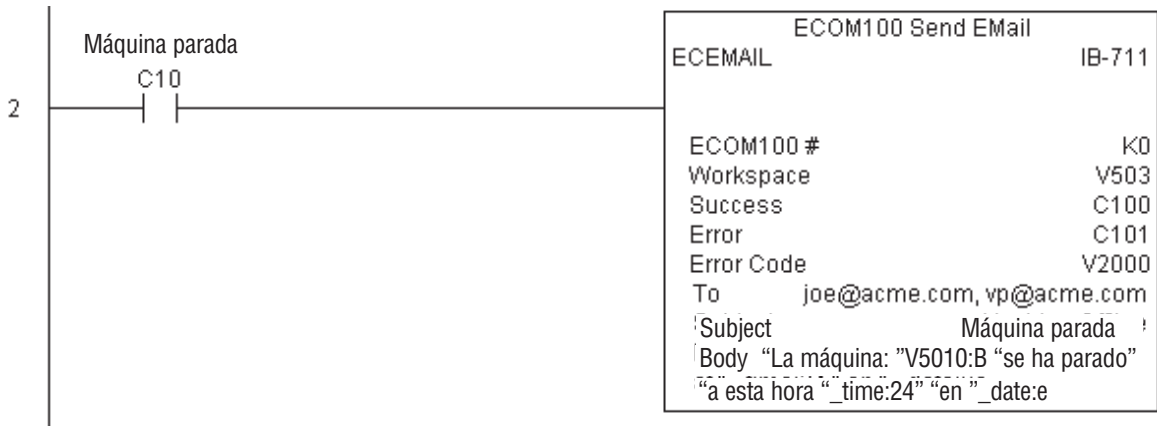 Máquina parada
C10
2
ECOM100 Send EMail
ECEMAIL IB-711
ECOM100 # K0
Workspace V503
Success C100
Error C101
Error Code V2000
To joe@acme.com, vp@acme.com
Subject Máquina parada
Body “La máquina: ”V5010:B “se ha parado”
“a esta hora “_time:24” “en ”_date:e